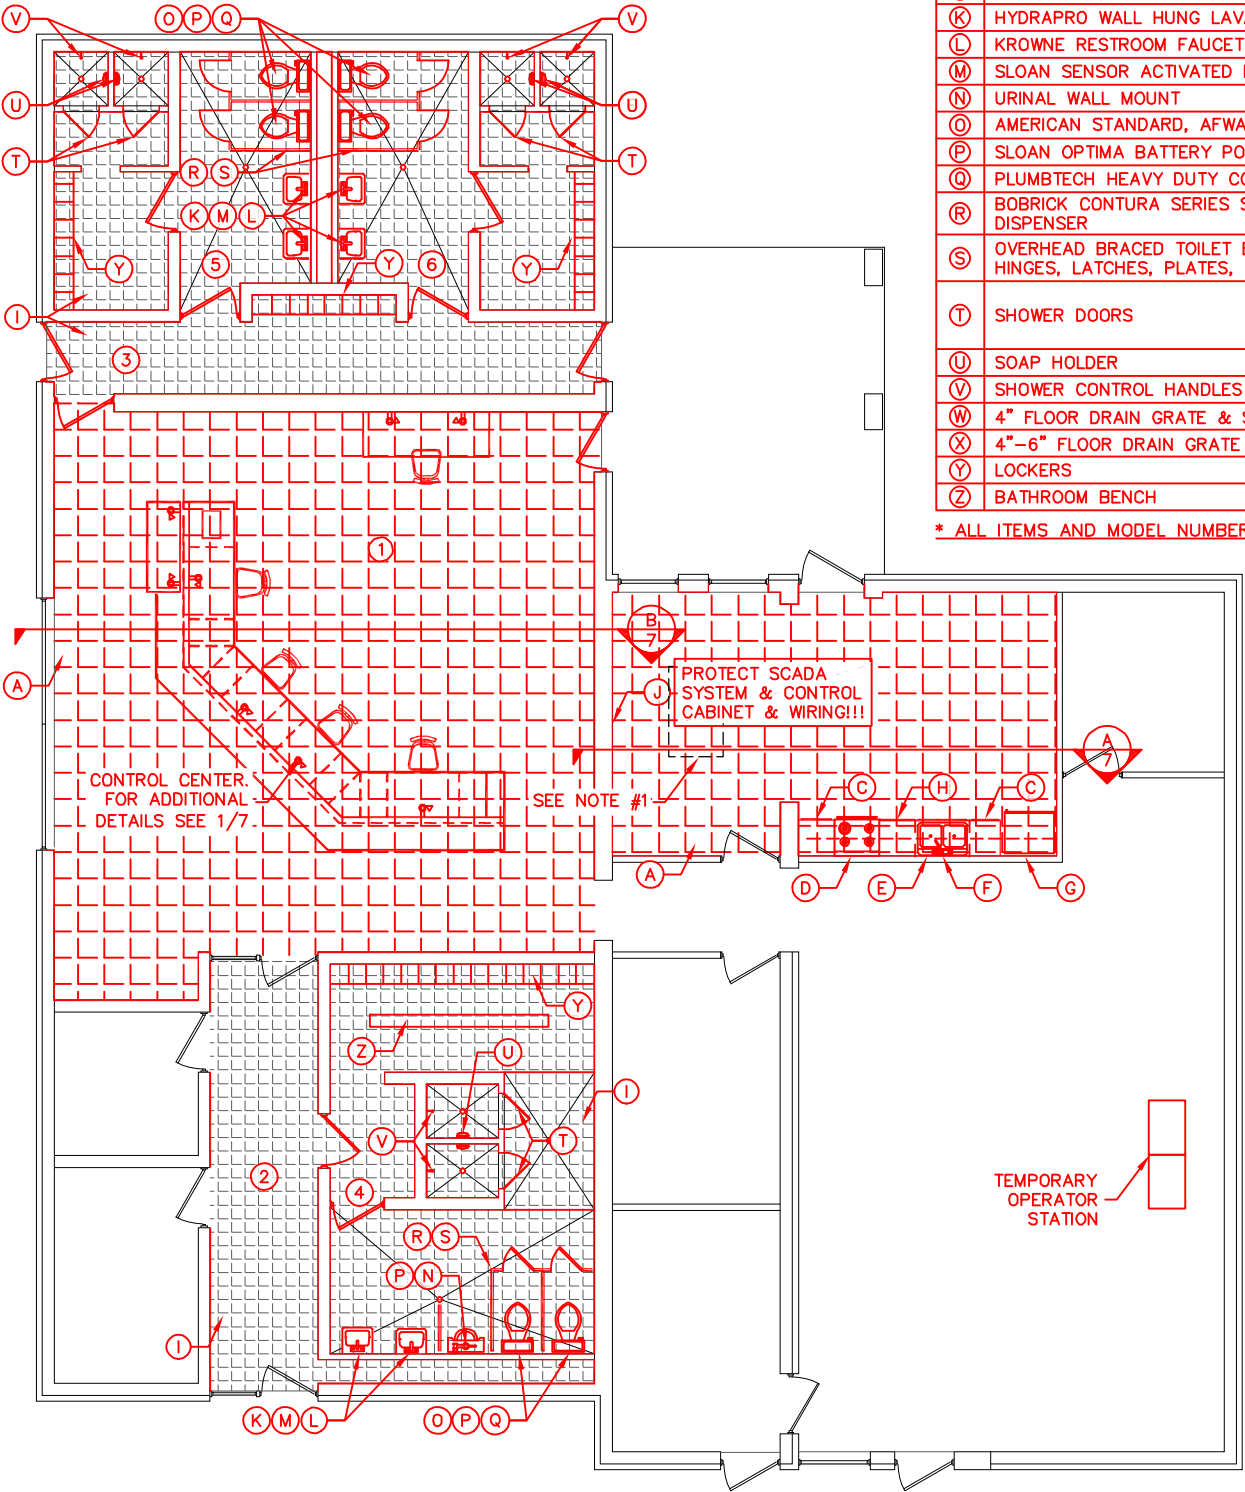 V
O P Q
V
U
U
T
T
R S
K M L
Y
5
Y
6
Y
I
3
1
K HYDRAPRO WALL HUNG LAV
L KROWNE RESTROOM FAUCET
M SLOAN SENSOR ACTIVATED
N URINAL WALL MOUNT
O AMERICAN STANDARD, AFWA
P SLOAN OPTIMA BATTERY PO
Q PLUMBTECH HEAVY DUTY CO
R BOBRICK CONTURA SERIES S
DISPENSER
S OVERHEAD BRACED TOILET
HINGES, LATCHES, PLATES,
T SHOWER DOORS
U SOAP HOLDER
V SHOWER CONTROL HANDLES
W 4" FLOOR DRAIN GRATE & S
X 4"-6" FLOOR DRAIN GRATE
Y LOCKERS
Z BATHROOM BENCH
* ALL ITEMS AND MODEL NUMBER
B
7
A
J
PROTECT SCADA
SYSTEM & CONTROL
CABINET & WIRING!!!
A
7
CONTROL CENTER.
FOR ADDITIONAL
DETAILS SEE 1/7
SEE NOTE #1
C
H
C
A
D
E
F
G
Y
Z
U
I
V
T
2
4
R S
P N
I
K M L
O P Q
TEMPORARY
OPERATOR
STATION